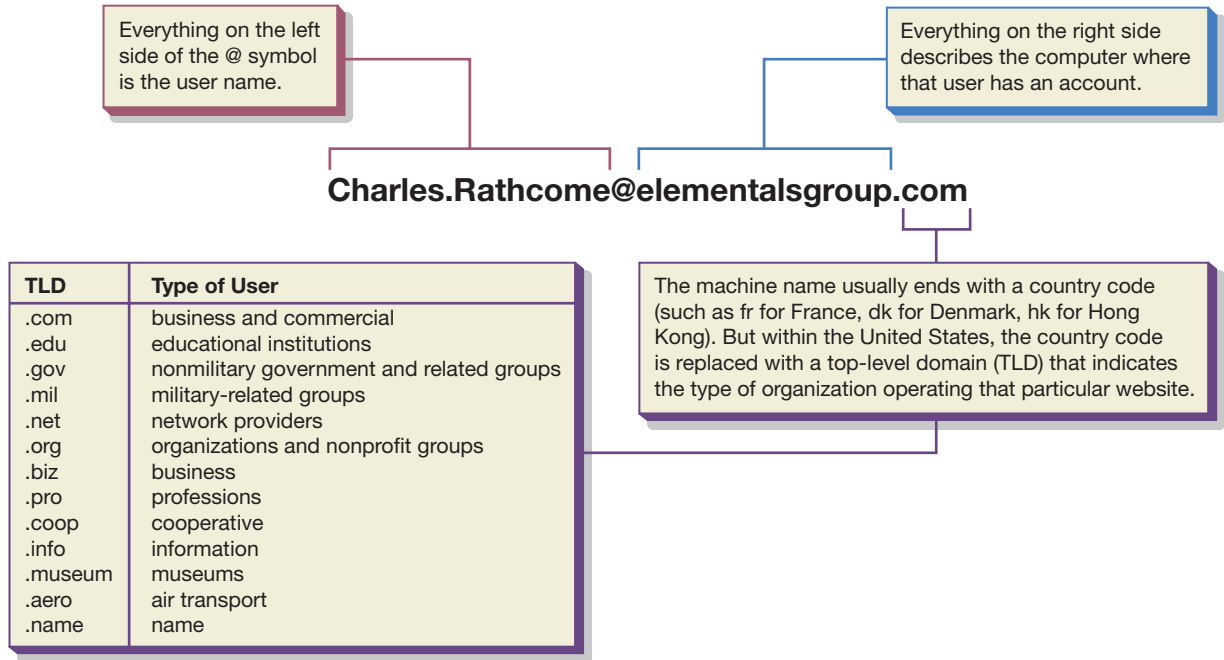 Everything on the left
side of the @ symbol
is the user name.
Everything on the right side
describes the computer where
that user has an account.
Charles.Rathcome@elementalsgroup.com
TLD Type of User
.com business and commercial
.edu educational institutions
.gov nonmilitary government and related groups
.mil military-related groups
.net network providers
.org organizations and nonprofit groups
.biz business
.pro professions
.coop cooperative
.info information
.museum museums
.aero air transport
.name name
The machine name usually ends with a country code
(such as fr for France, dk for Denmark, hk for Hong
Kong). But within the United States, the country code
is replaced with a top-level domain (TLD) that indicates
the type of organization operating that particular website.